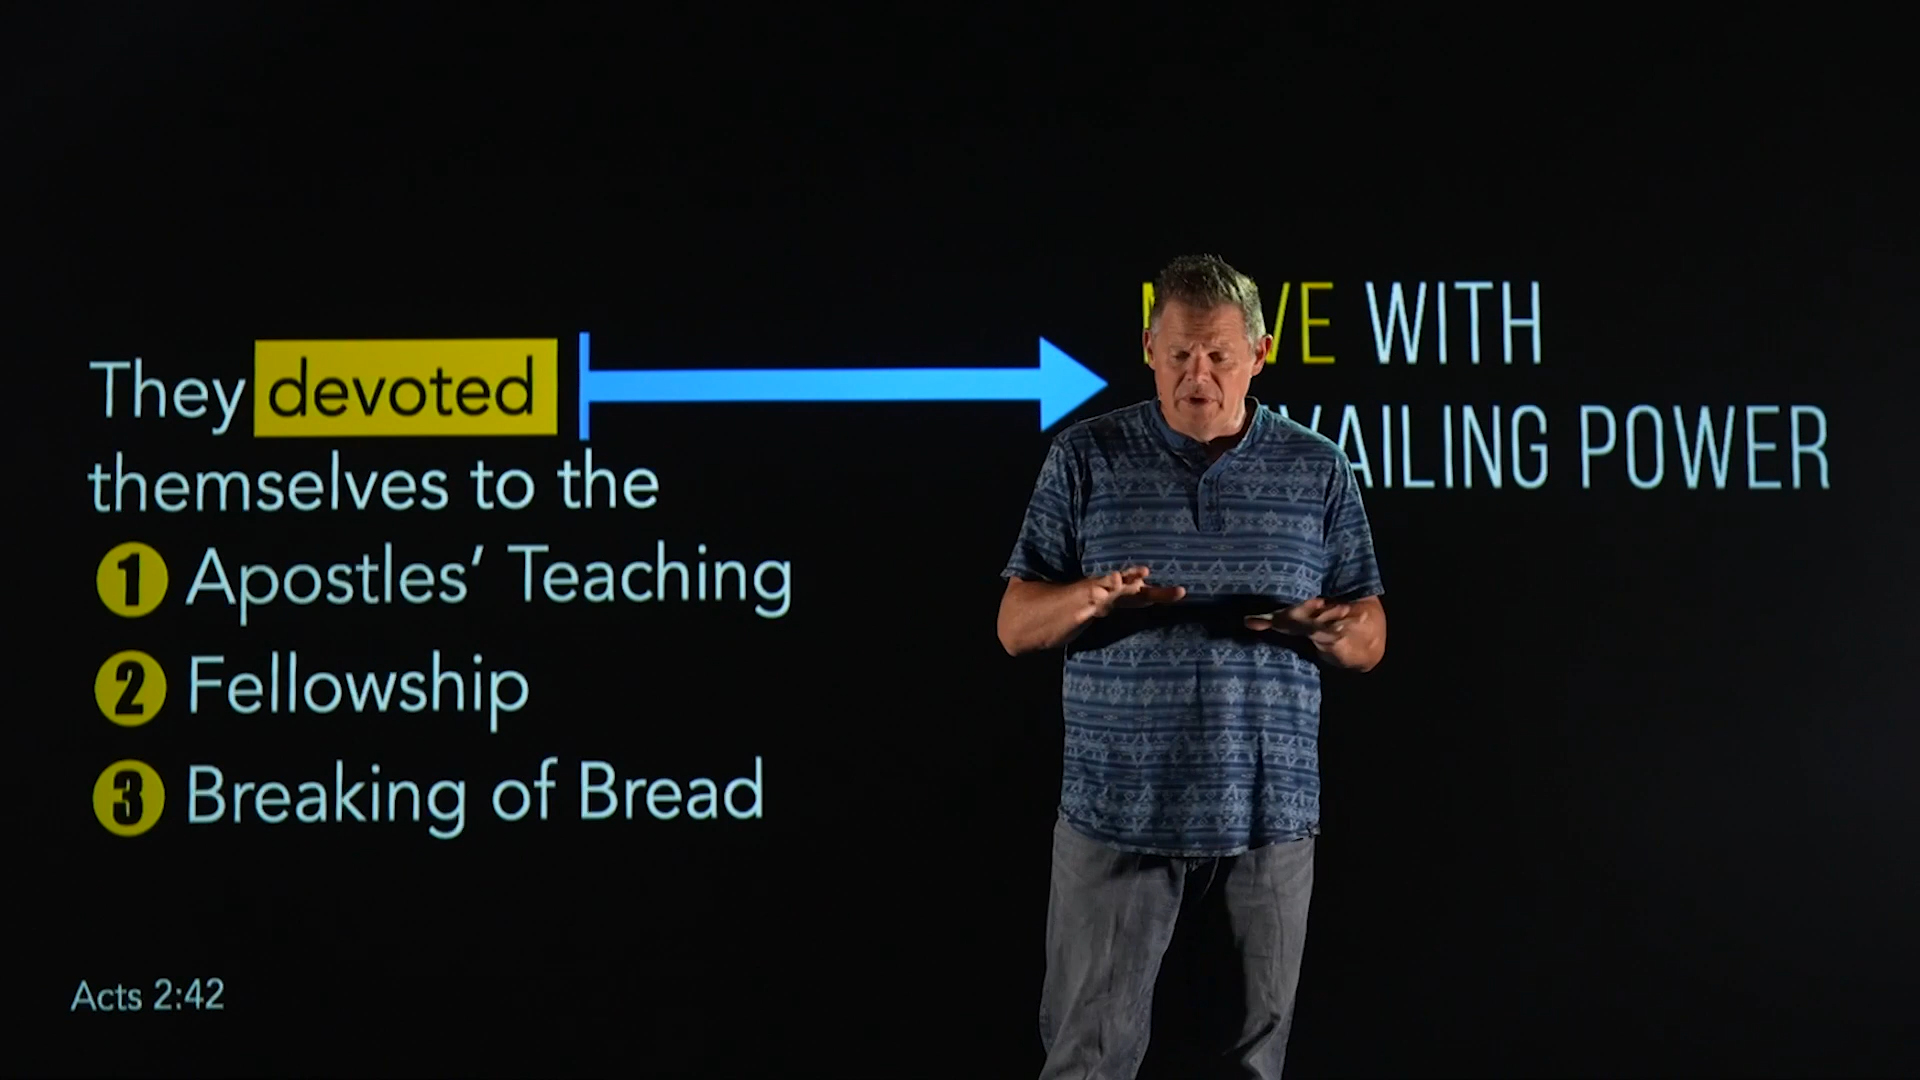 They devoted
themselves to the
1 Apostles’ Teaching
2 Fellowship
3 Breaking of Bread
Acts 2:42
WITH
POWER